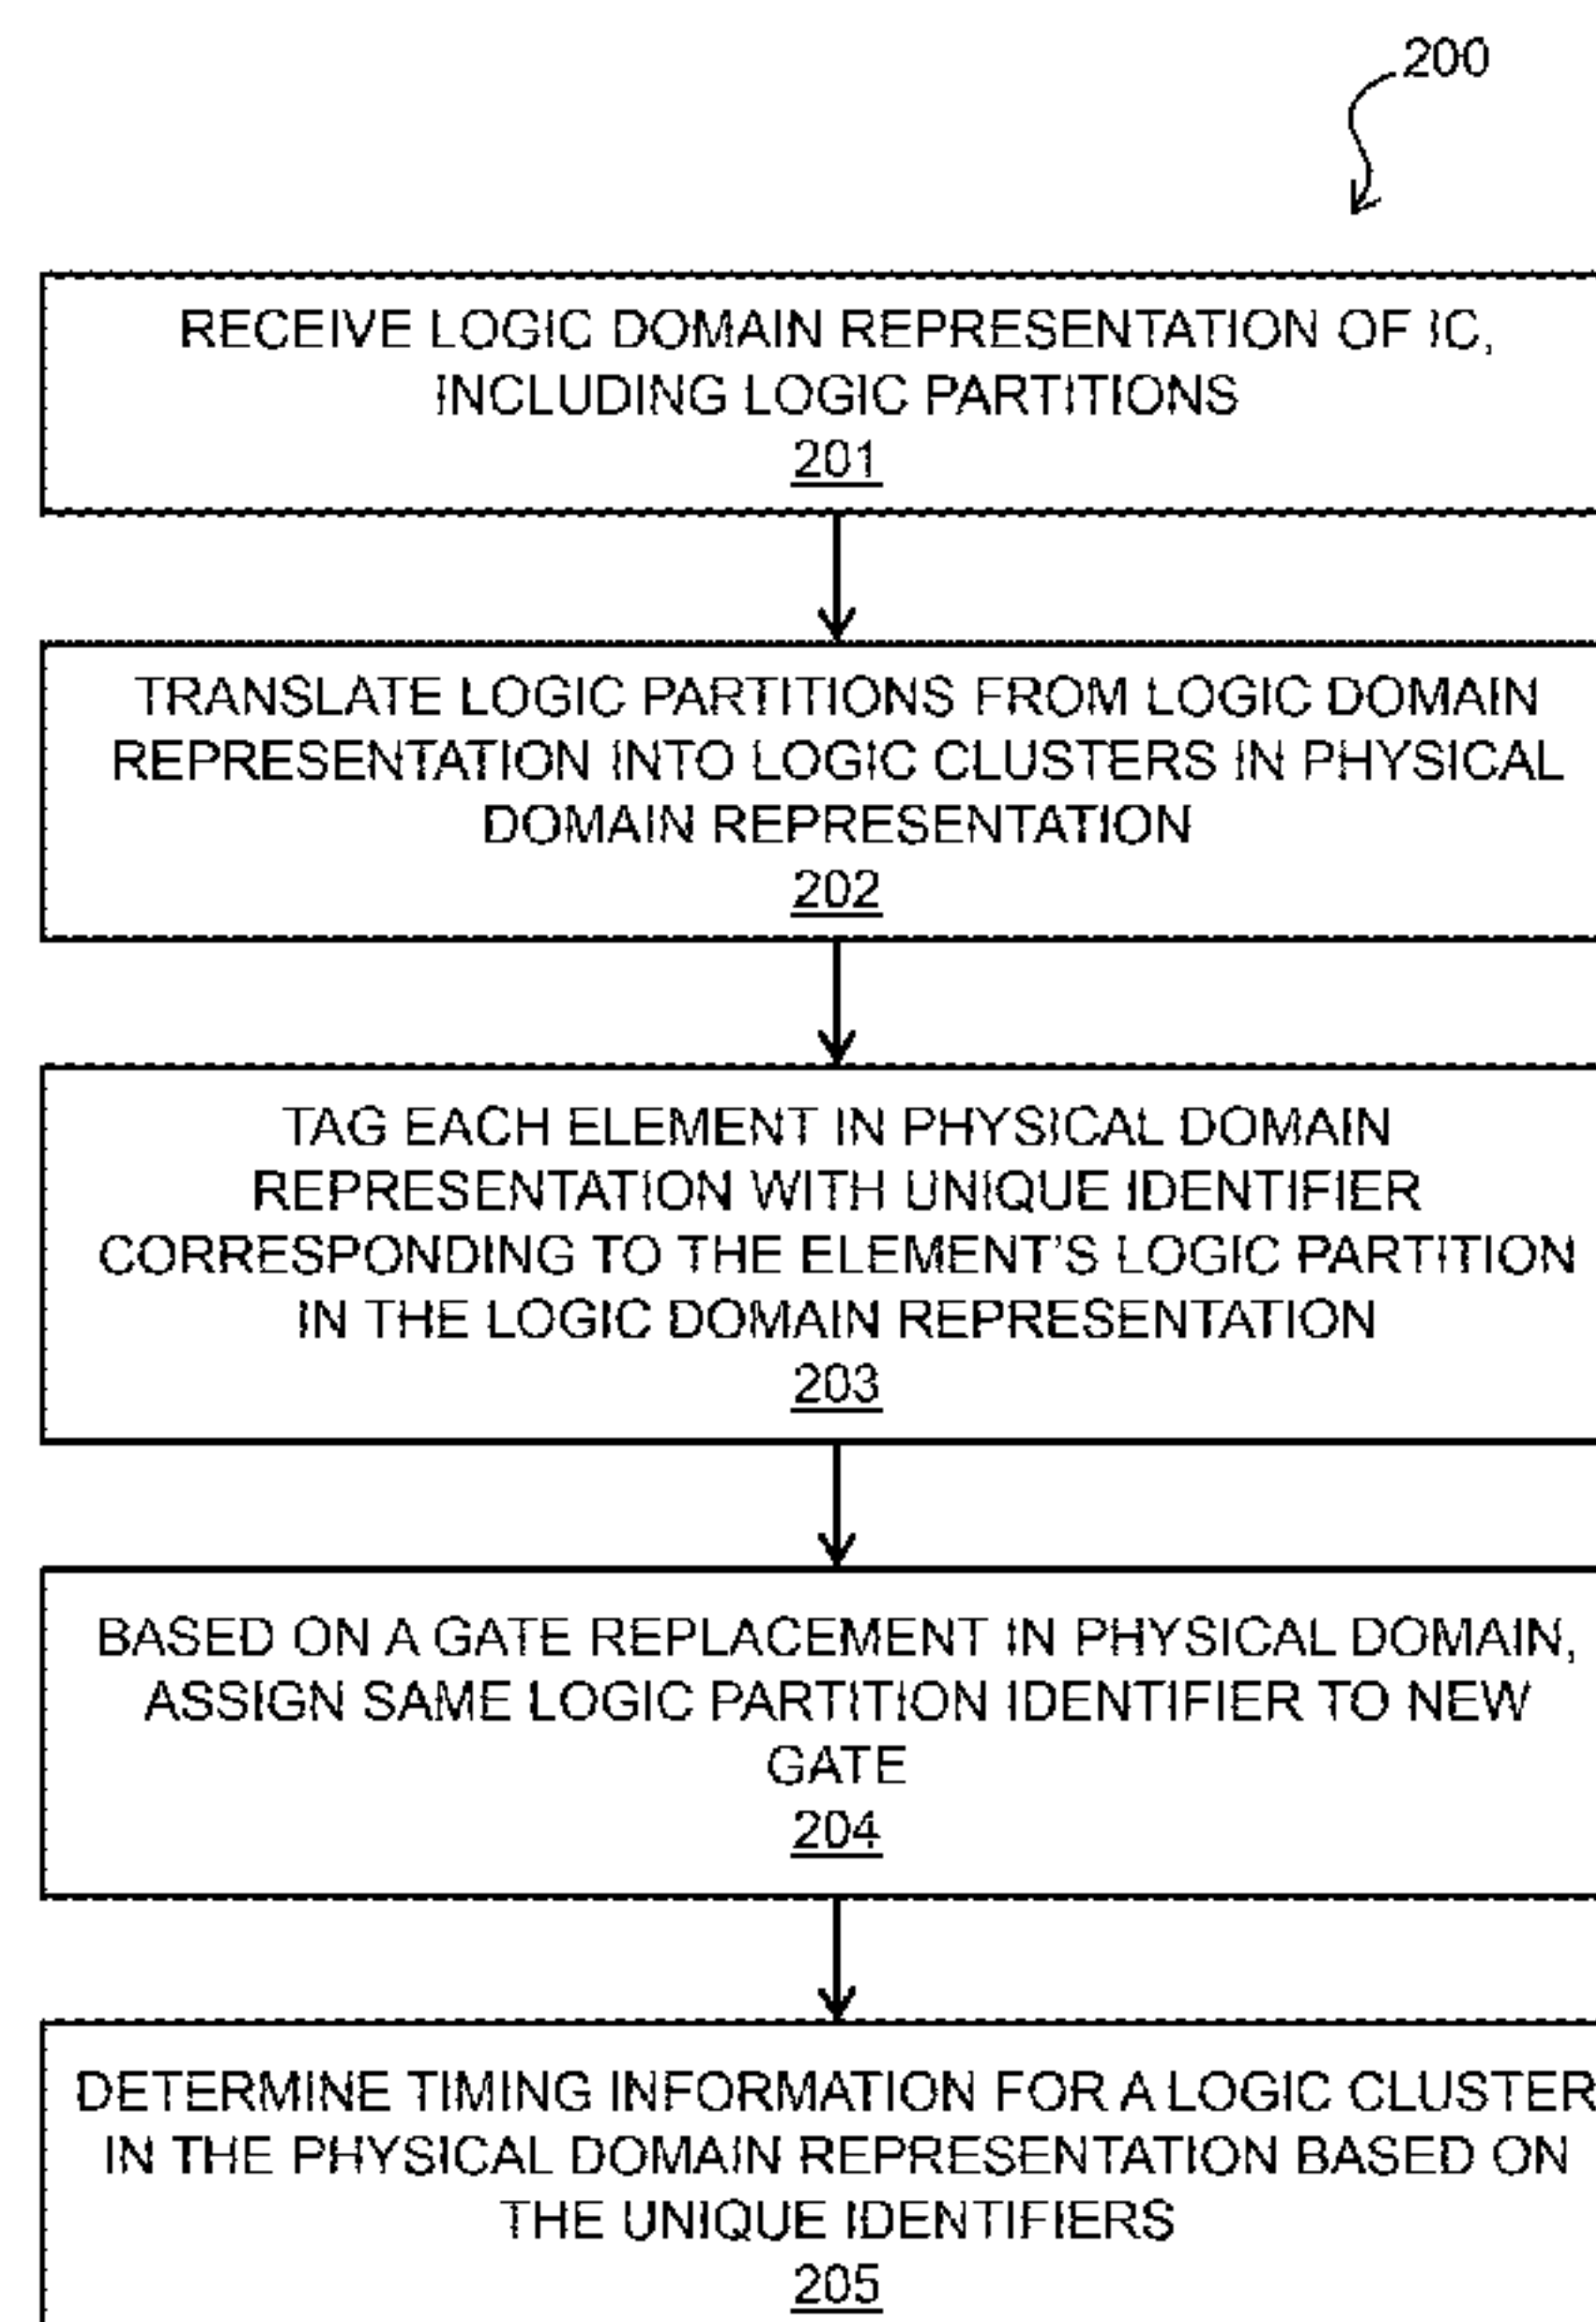 200
RECEIVE LOGIC DOMAIN REPRESENTATION OF IC,
INCLUDING LOGIC PARTITIONS
201
TRANSLATE LOGIC PARTITIONS FROM LOGIC DOMAIN
REPRESENTATION INTO LOGIC CLUSTERS IN PHYSICAL
DOMAIN REPRESENTATION
202
TAG EACH ELEMENT IN PHYSICAL DOMAIN
REPRESENTATION WITH UNIQUE IDENTIFIER
CORRESPONDING TO THE ELEMENT'S LOGIC PARTITION
IN THE LOGIC DOMAIN REPRESENTATION
203
BASED ON A GATE REPLACEMENT IN PHYSICAL DOMAIN,
ASSIGN SAME LOGIC PARTITION IDENTIFIER TO NEW
GATE
204
DETERMINE TIMING INFORMATION FOR A LOGIC CLUSTER
IN THE PHYSICAL DOMAIN REPRESENTATION BASED ON
THE UNIQUE IDENTIFIERS
205